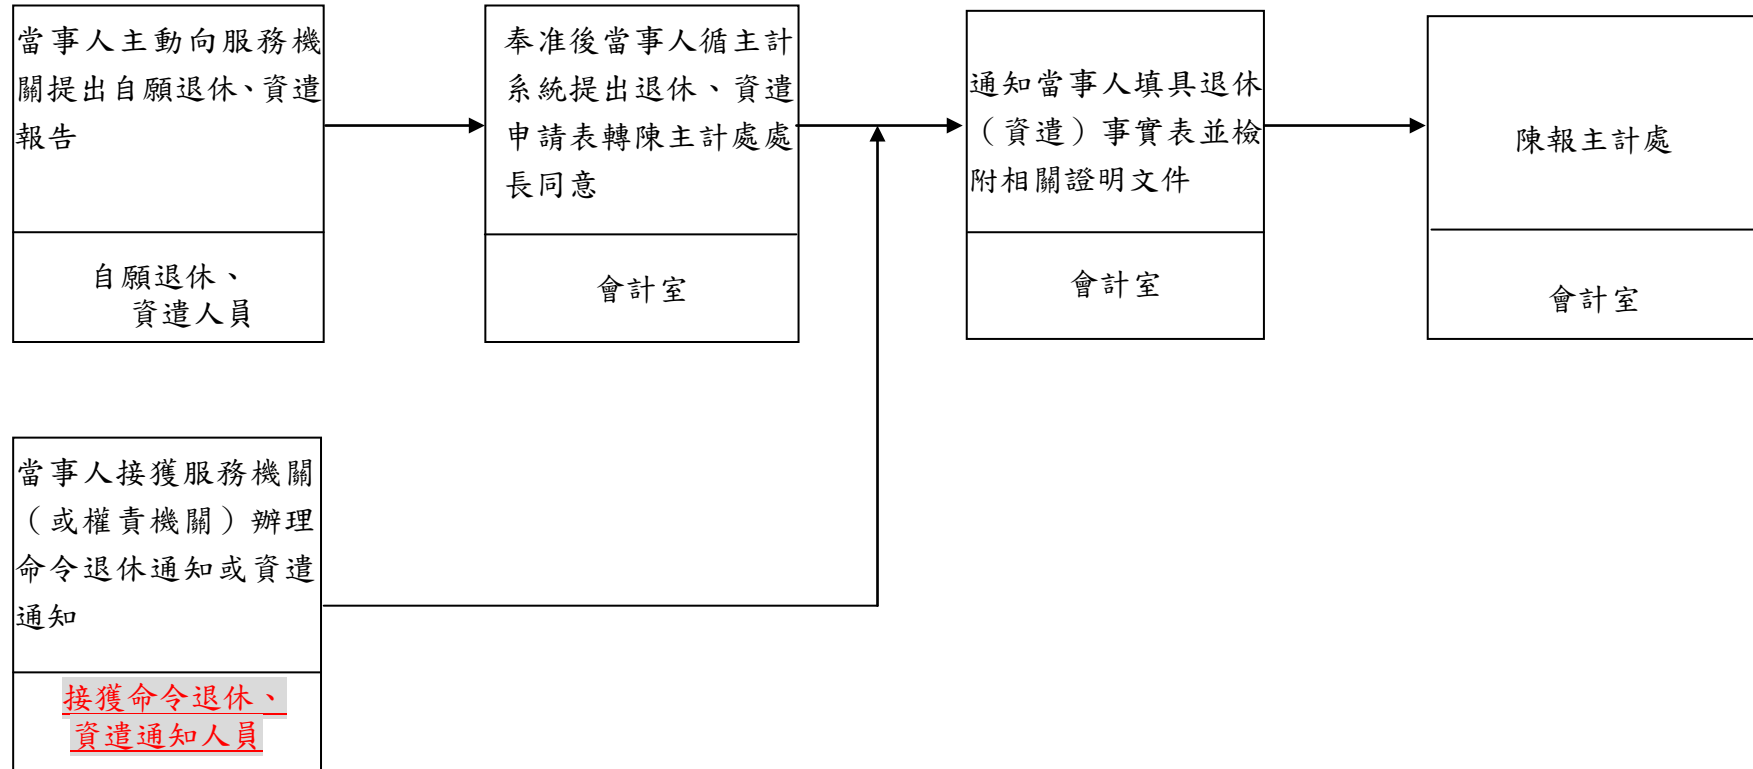 當事人主動向服務機
關提出自願退休、資遣
報告
自願退休、
資遣人員
奉准後當事人循主計
系統提出退休、資遣
申請表轉陳主計處處
長同意
會計室
通知當事人填具退休
（資遣）事實表並檢
附相關證明文件
會計室
陳報主計處
會計室
當事人接獲服務機關
（或權責機關）辦理
命令退休通知或資遣
通知
接獲命令退休、
資遣通知人員